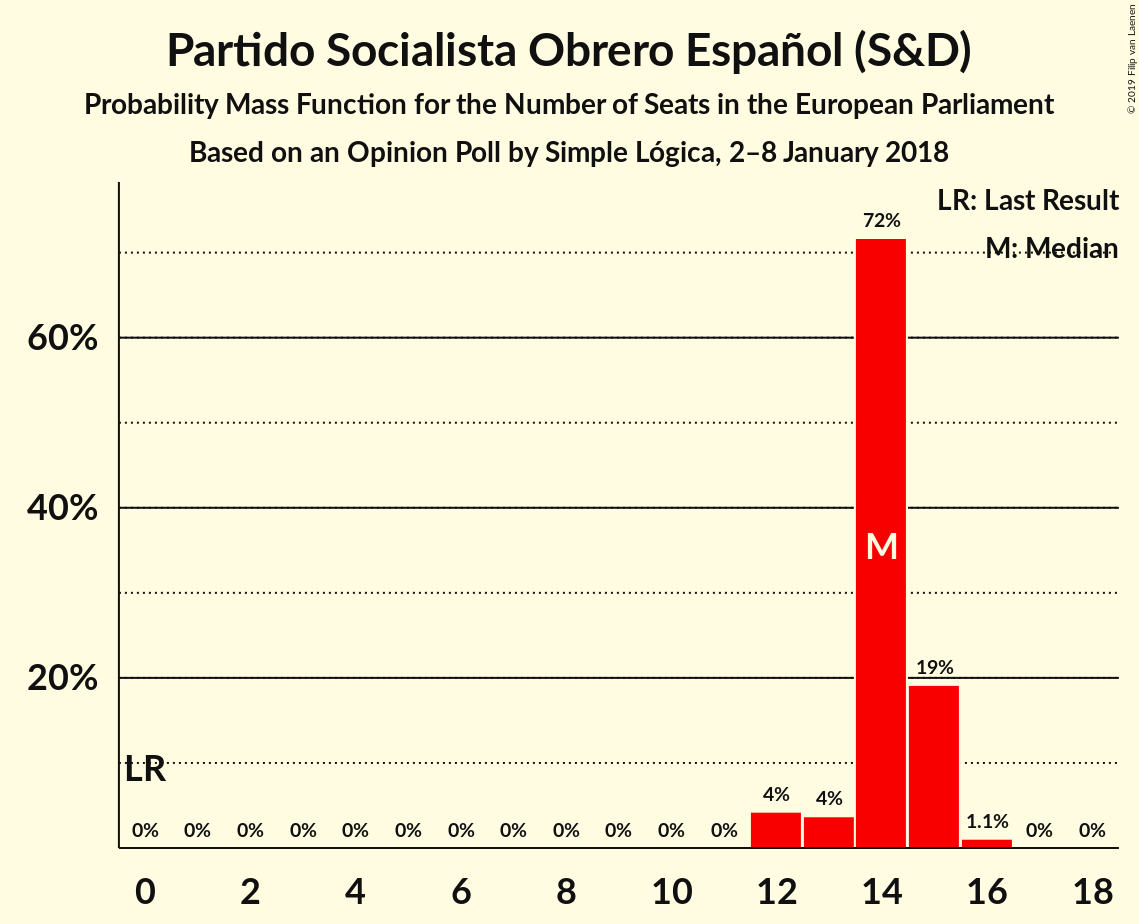 Partido Socialista Obrero Español (S&D)
Probability Mass Function for the Number of Seats in the European Parliament
Based on an Opinion Poll by Simple Lógica, 2–8 January 2018
© 2019 Filip van Laenen
LR: Last Result
M: Median
72%
60%
40%
M
20%
19%
LR
4%
4%
1.1%
0% 0% 0% 0% 0% 0% 0% 0% 0% 0% 0% 0% 0% 0%
0 2 4 6 8 10 12 14 16 18